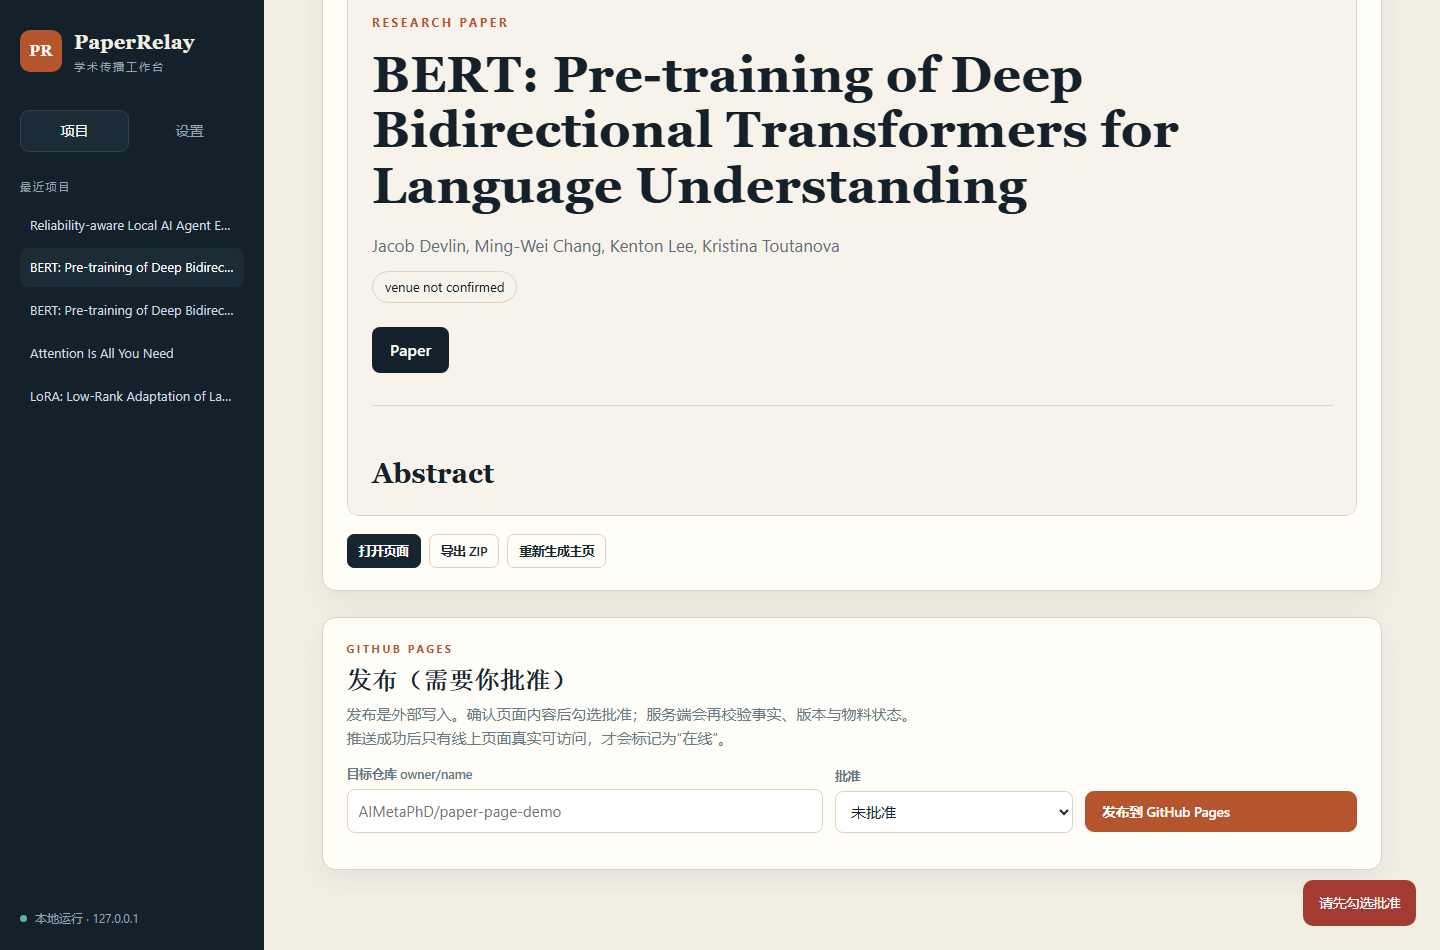 PR
PaperRelay
学术传播工作台
项目
设置
最近项目
Reliability-aware Local AI Agent E...
BERT: Pre-training of Deep Bidirec...
BERT: Pre-training of Deep Bidirec...
Attention Is All You Need
LoRA: Low-Rank Adaptation of La...
本地运行 · 127.0.0.1
RESEARCH PAPER
BERT: Pre-training of Deep
Bidirectional Transformers for
Language Understanding
Jacob Devlin, Ming-Wei Chang, Kenton Lee, Kristina Toutanova
venue not confirmed
Paper
Abstract
打开页面
导出 ZIP
重新生成主页
GITHUB PAGES
发布（需要你批准）
发布是外部写入。确认页面内容后勾选批准；服务端会再校验事实、版本与物料状态。
推送成功后只有线上页面真实可访问，才会标记为“在线”。
目标仓库 owner/name
批准
AIMetaPhD/paper-page-demo
未批准
发布到 GitHub Pages
请先勾选批准